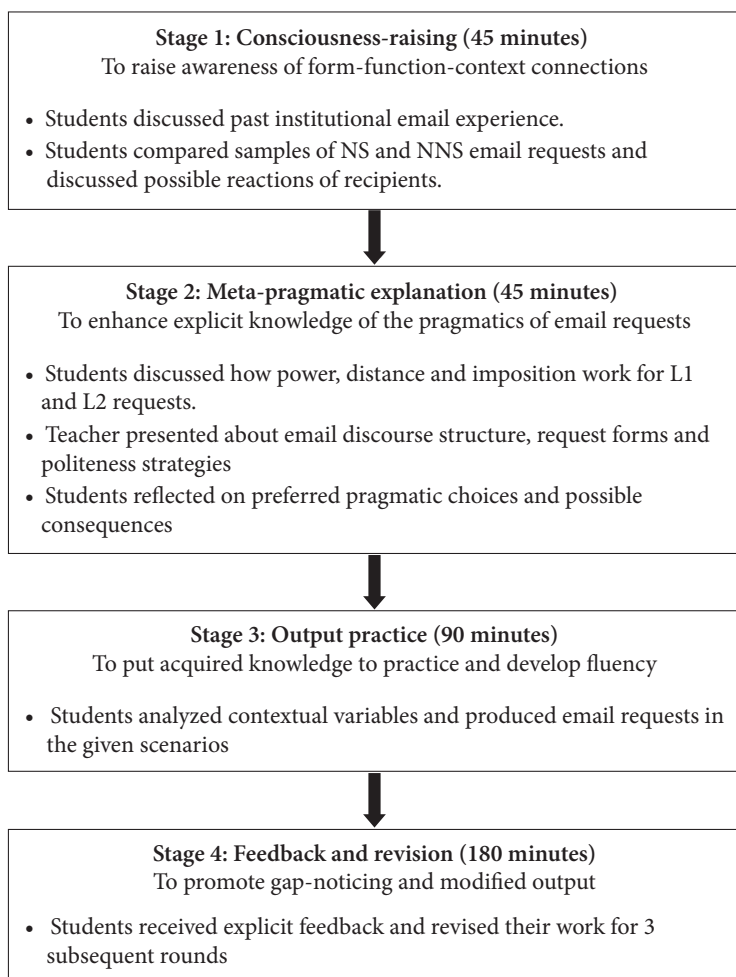 Stage 1: Consciousness-raising (45 minutes)
To raise awareness of form-function-context connections
• Students discussed past institutional email experience.
• Students compared samples of NS and NNS email requests and
discussed possible reactions of recipients.
Stage 2: Meta-pragmatic explanation (45 minutes)
To enhance explicit knowledge of the pragmatics of email requests
• Students discussed how power, distance and imposition work for L1
and L2 requests.
• Teacher presented about email discourse structure, request forms and
politeness strategies
• Students reflected on preferred pragmatic choices and possible
consequences
Stage 3: Output practice (90 minutes)
To put acquired knowledge to practice and develop fluency
• Students analyzed contextual variables and produced email requests in
the given scenarios
Stage 4: Feedback and revision (180 minutes)
To promote gap-noticing and modified output
• Students received explicit feedback and revised their work for 3
subsequent rounds